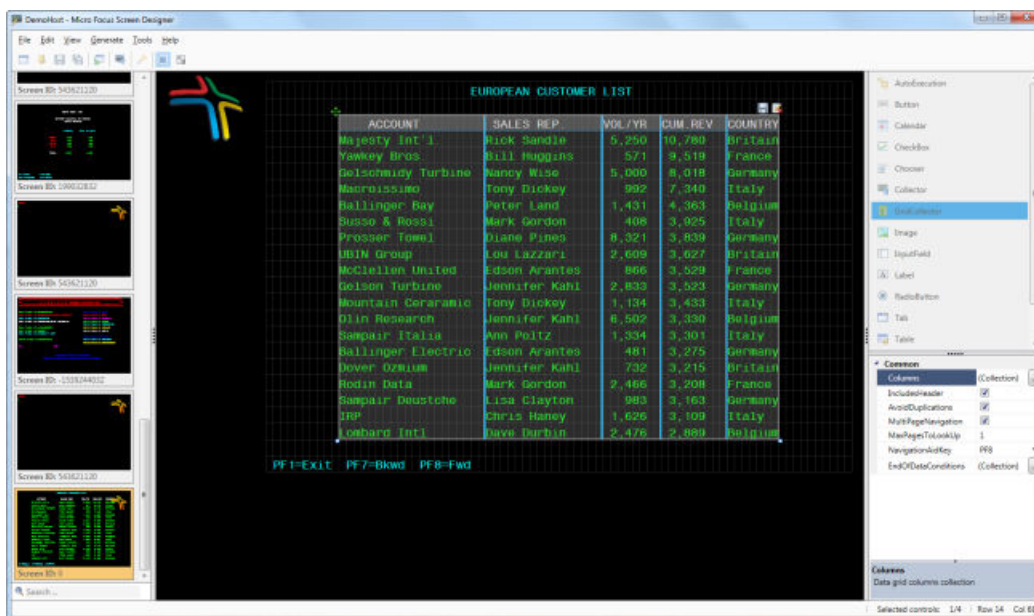 DemoHost - Micro Focus Screen Designer
File Edit View Generate Tools Help
Screen ID: 543621120
Screen ID: 199032832
Screen ID: 543621120
Screen ID: -1539244032
Screen ID: 543621120
Screen ID: 0
Search...
EUROPEAN CUSTOMER LIST
ACCOUNT SALES REP. VOL/YR CUM.REV COUNTRY
Majesty Int'l. Rick Sandle 5,250 10,780 Britain
Yawkey Bros. Bill Huggins 571 9,519 France
Gelschmidy Turbine Nancy Wise 5,000 8,018 Germany
Macroissimo Tony Dickey 992 7,340 Italy
Ballinger Bay Peter Land 1,431 4,363 Belgium
Susso & Rossi Mark Gordon 408 3,925 Italy
Prosser Towel Diane Pines 8,321 3,839 Germany
UBIN Group Lou Lazzari 2,609 3,627 Britain
McClellen United Edson Arantes 866 3,529 France
Gelson Turbine Jennifer Kahl 2,833 3,523 Germany
Mountain Ceraramic Tony Dickey 1,134 3,433 Italy
Olin Research Jennifer Kahl 6,502 3,330 Belgium
Sampair Italia Ann Poltz 1,334 3,301 Italy
Ballinger Electric Edson Arantes 481 3,275 Germany
Dover Ozmium Jennifer Kahl 732 3,215 Britain
Rodin Data Mark Gordon 2,466 3,208 France
Sampair Deustche Lisa Clayton 983 3,163 Germany
IRP Chris Haney 1,626 3,109 Italy
Lombard Intl Dave Durbin 2,476 2,889 Belgium
PF1=Exit PF7=Bkwd PF8=Fwd
AutoExecution
Button
Calendar
CheckBox
Chooser
Collector
GridCollector
Image
InputField
Label
RadioButton
Tab
Table
Common
Columns (Collection)
IncludesHeader
AvoidDuplications
MultiPageNavigation
MaxPagesToLookUp 1
NavigationAidKey PF8
EndOfDataConditions (Collection)
Columns
Data grid columns collection
Selected controls: 1/4 Row 14 Col